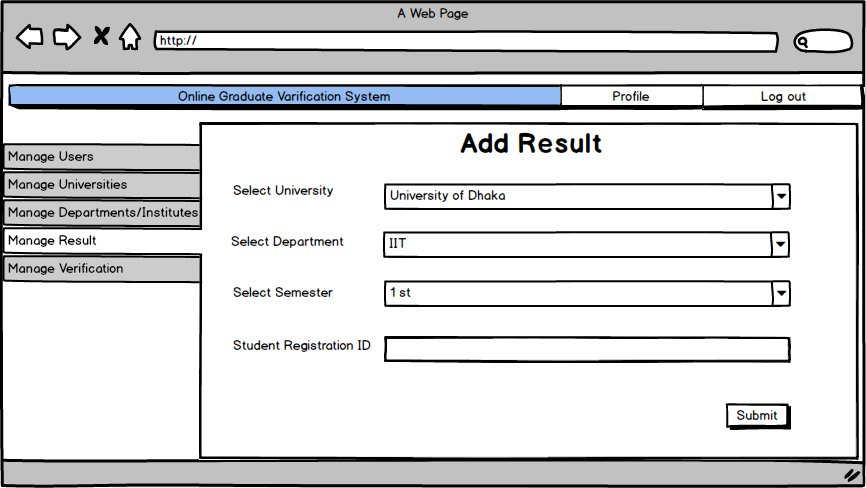 A Web Page
http://
Online Graduate Varification System
Profile
Log out
Manage Users
Manage Universities
Manage Departments/Institutes
Manage Result
Manage Verification
Add Result
Select University
University of Dhaka
Select Department
IIT
Select Semester
1 st
Student Registration ID
Submit